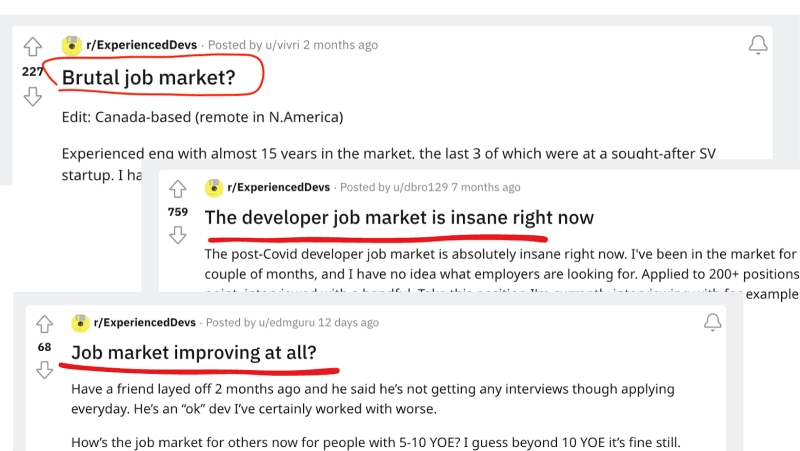 r/ExperiencedDevs · Posted by u/vivri 2 months ago
227
Brutal job market?
Edit: Canada-based (remote in N.America)
Experienced eng with almost 15 years in the market, the last 3 of which were at a sought-after SV
startup. I ha
r/ExperiencedDevs · Posted by u/dbro129 7 months ago
759
The developer job market is insane right now
The post-Covid developer job market is absolutely insane right now. I've been in the market for
couple of months, and I have no idea what employers are looking for. Applied to 200+ positions
example
r/ExperiencedDevs · Posted by u/edmguru 12 days ago
68
Job market improving at all?
Have a friend layed off 2 months ago and he said he’s not getting any interviews though applying
everyday. He’s an “ok” dev I’ve certainly worked with worse.
How’s the job market for others now for people with 5-10 YOE? I guess beyond 10 YOE it’s fine still.